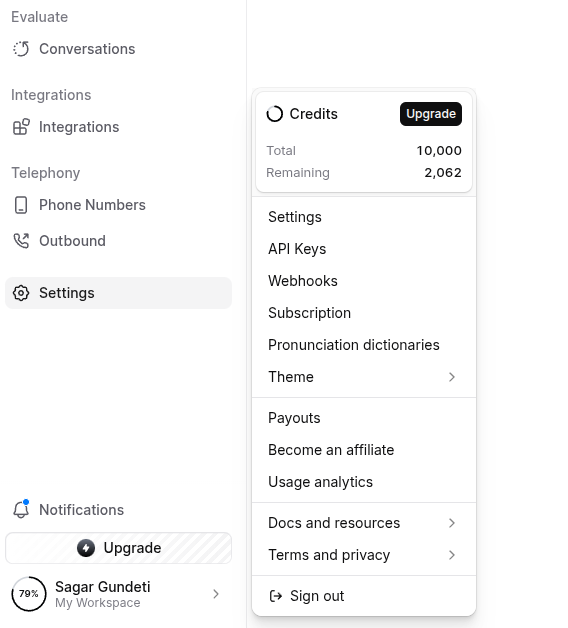 Evaluate
Conversations
Integrations
Integrations
Telephony
Phone Numbers
Outbound
Settings
Notifications
Upgrade
79%
Sagar Gundeti
My Workspace
Credits
Upgrade
Total 10,000
Remaining 2,062
Settings
API Keys
Webhooks
Subscription
Pronunciation dictionaries
Theme
Payouts
Become an affiliate
Usage analytics
Docs and resources
Terms and privacy
Sign out